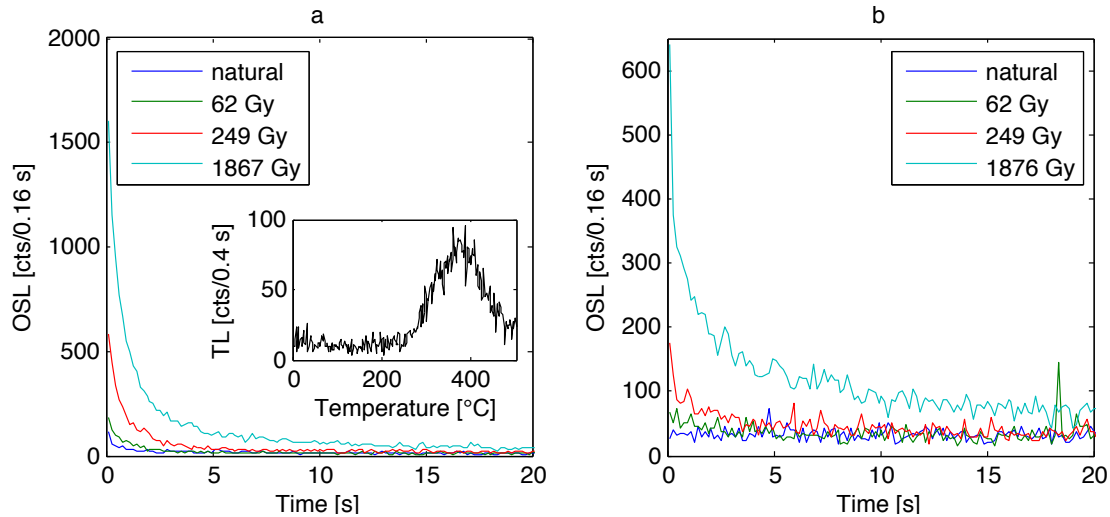 a
OSL [cts/0.16 s]
2000
1500
1000
500
0
natural
62 Gy
249 Gy
1867 Gy
TL [cts/0.4 s]
100
50
0
0 200 400
Temperature [°C]
0 5 10 15 20
Time [s]
b
OSL [cts/0.16 s]
600
500
400
300
200
100
0
natural
62 Gy
249 Gy
1876 Gy
0 5 10 15 20
Time [s]